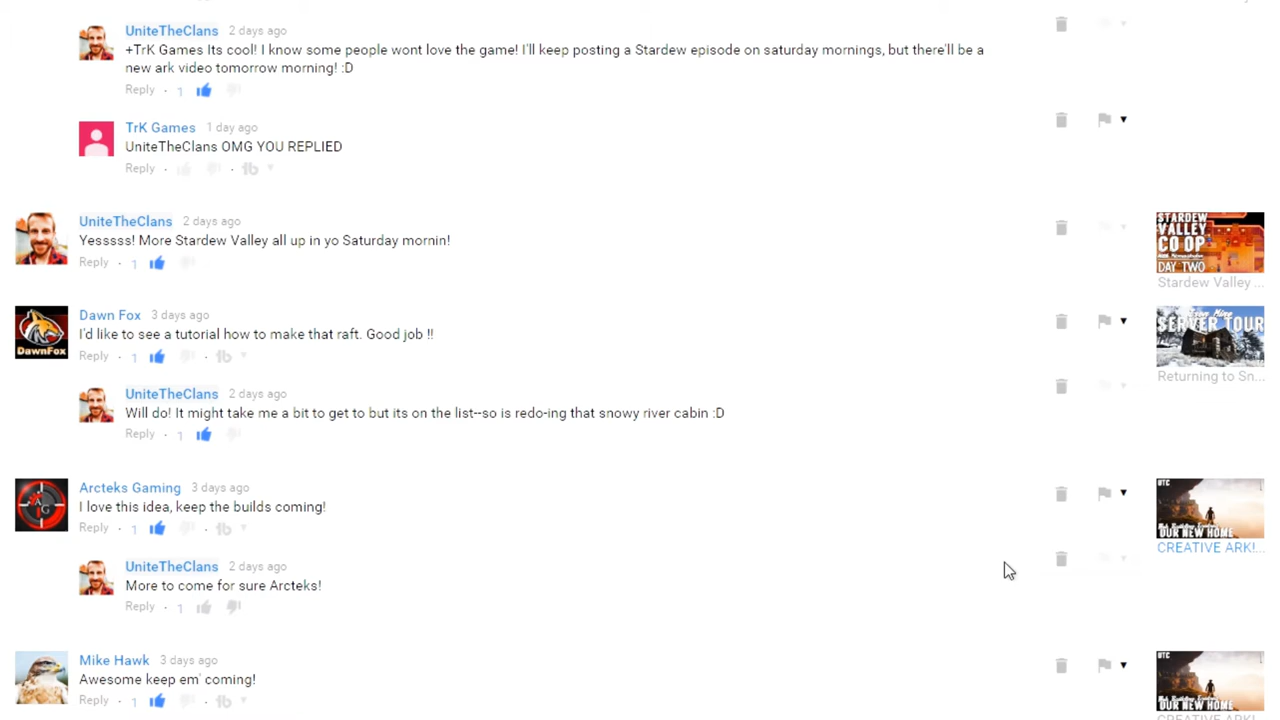 UniteTheClans 2 days ago
+TrK Games Its cool! I know some people wont love the game! I'll keep posting a Stardew episode on saturday mornings, but there'll be a
new ark video tomorrow morning! :D
Reply · 1
TrK Games 1 day ago
UniteTheClans OMG YOU REPLIED
Reply ·
UniteTheClans 2 days ago
Yesssss! More Stardew Valley all up in yo Saturday mornin!
Reply · 1
STARDEW
VALLEY
CO OP
DAY TWO
Stardew Valley ...
Dawn Fox 3 days ago
I'd like to see a tutorial how to make that raft. Good job !!
Reply · 1
DawnFox
SERVER TOUR
Returning to Sn...
UniteTheClans 2 days ago
Will do! It might take me a bit to get to but its on the list--so is redo-ing that snowy river cabin :D
Reply · 1
Arcteks Gaming 3 days ago
I love this idea, keep the builds coming!
Reply · 1
AG
UTC
OUR NEW HOME
CREATIVE ARK!...
UniteTheClans 2 days ago
More to come for sure Arcteks!
Reply · 1
Mike Hawk 3 days ago
Awesome keep em' coming!
Reply · 1
UTC
OUR NEW HOME
CREATIVE ARK!...